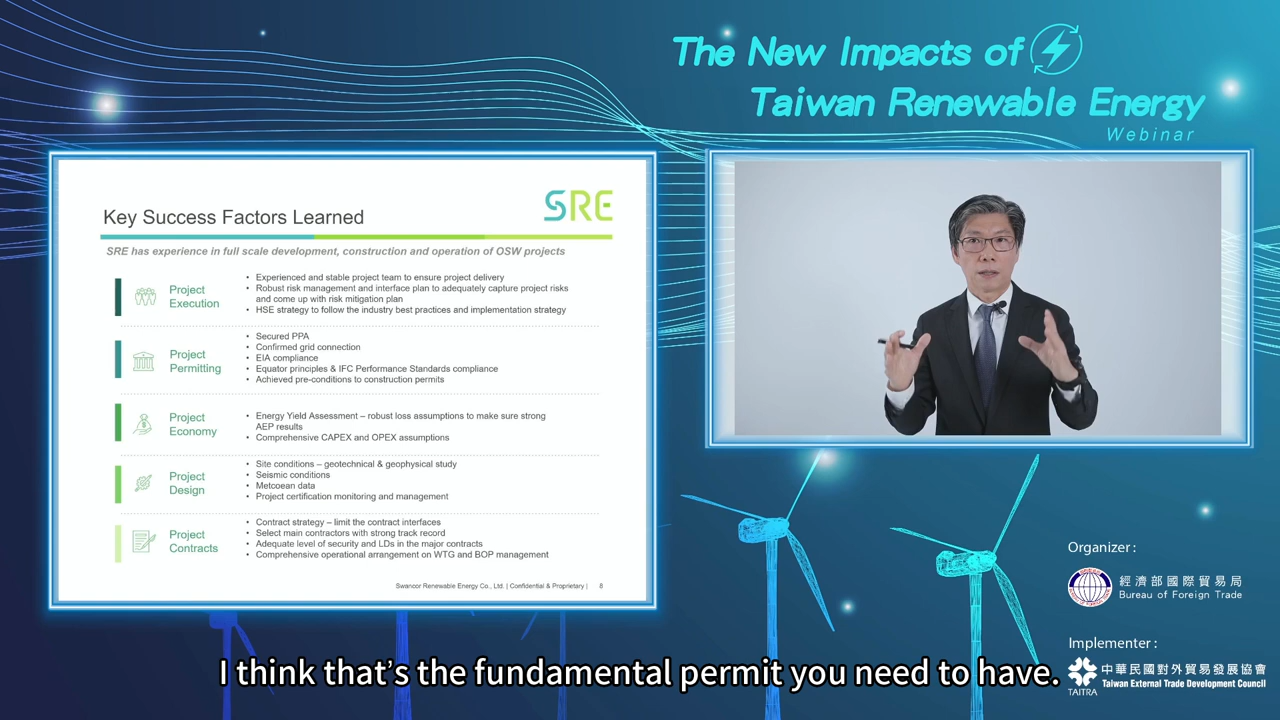 The New Impacts of
Taiwan Renewable Energy
Webinar
SRE
Key Success Factors Learned
SRE has experience in full scale development, construction and operation of OSW projects
Project
Execution
• Experienced and stable project team to ensure project delivery
• Robust risk management and interface plan to adequately capture project risks
and come up with risk mitigation plan
• HSE strategy to follow the industry best practices and implementation strategy
Project
Permitting
• Secured PPA
• Confirmed grid connection
• EIA compliance
• Equator principles & IFC Performance Standards compliance
• Achieved pre-conditions to construction permits
Project
Economy
• Energy Yield Assessment – robust loss assumptions to make sure strong
AEP results
• Comprehensive CAPEX and OPEX assumptions
Project
Design
• Site conditions – geotechnical & geophysical study
• Seismic conditions
• Metcoean data
• Project certification monitoring and management
Project
Contracts
• Contract strategy – limit the contract interfaces
• Select main contractors with strong track record
• Adequate level of security and LDs in the major contracts
• Comprehensive operational arrangement on WTG and BOP management
Swancor Renewable Energy Co., Ltd. | Confidential & Proprietary | 8
Organizer :
經濟部國際貿易局
Bureau of Foreign Trade
Implementer :
中華民國對外貿易發展協會
Taiwan External Trade Development Council
TAITRA
I think that's the fundamental permit you need to have.